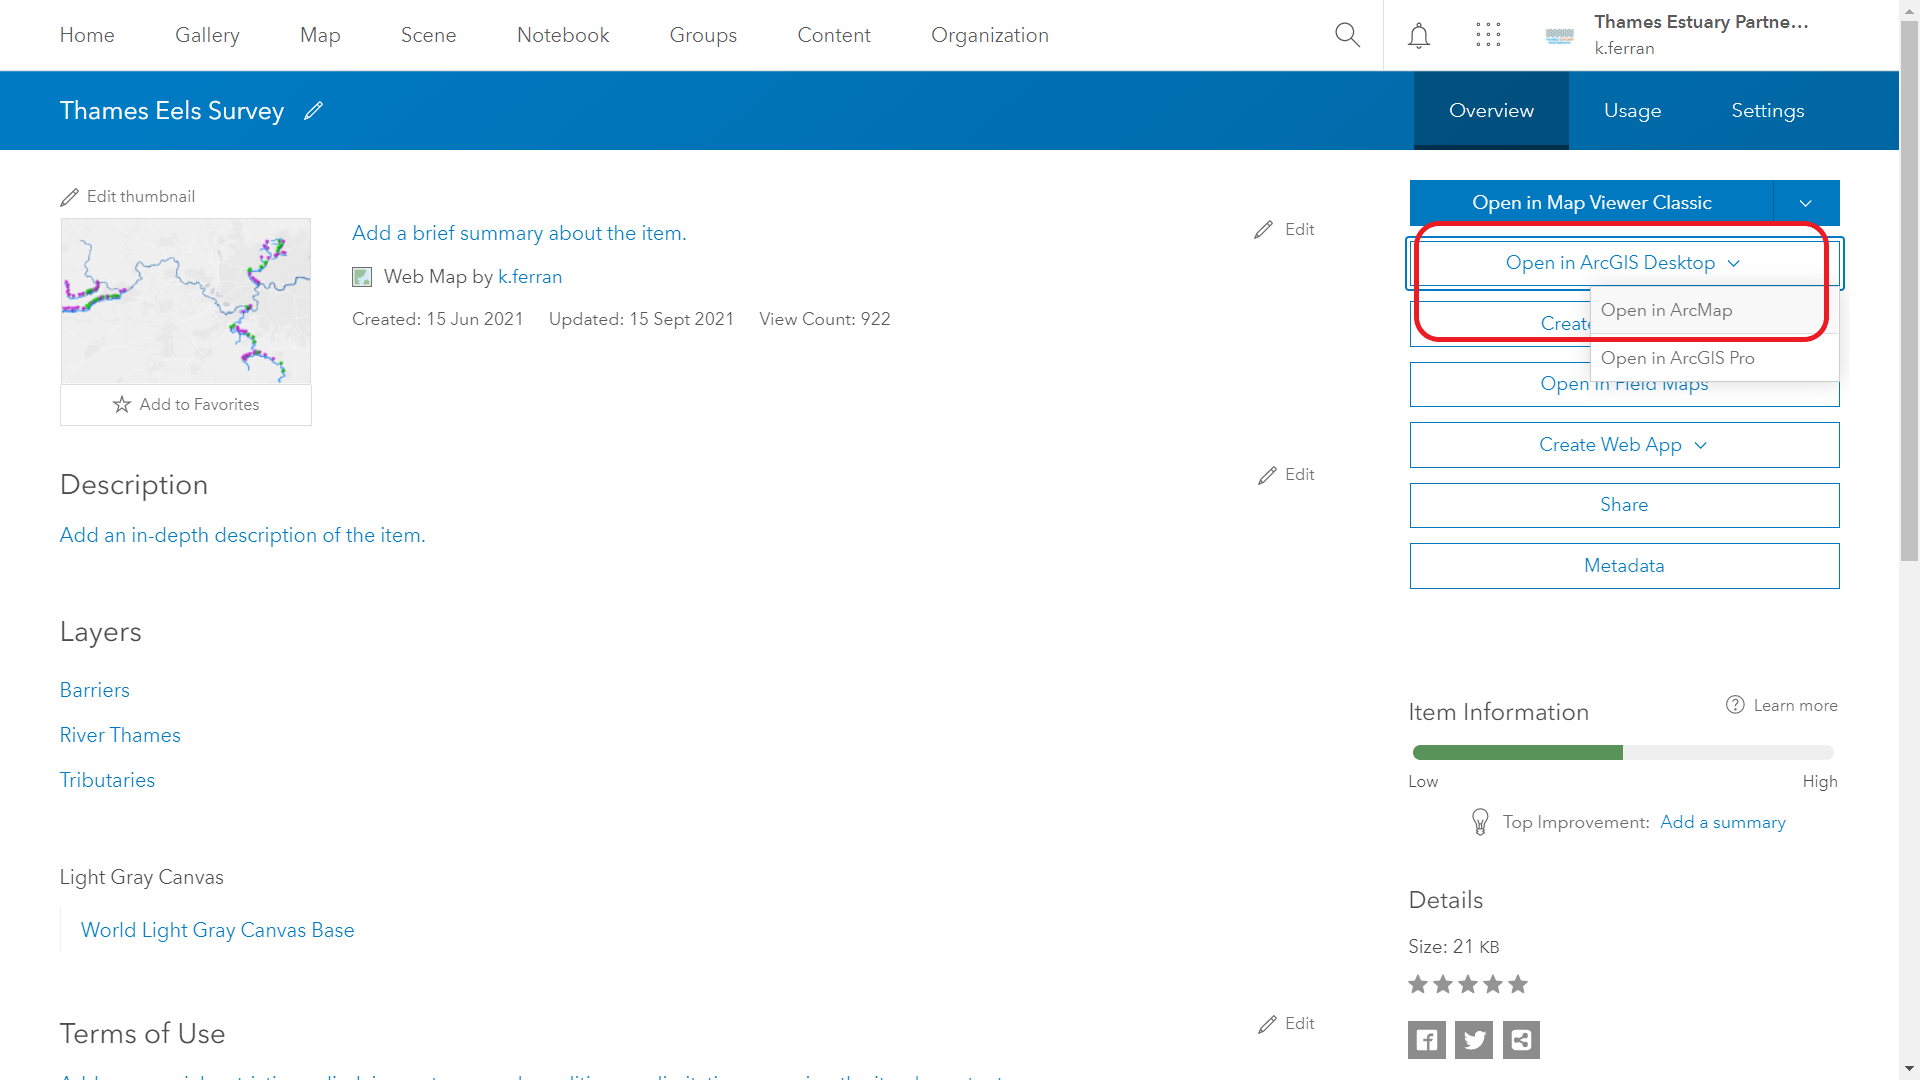 Home Gallery Map Scene Notebook Groups Content Organization
Thames Estuary Partne...
k.ferran
Thames Eels Survey
Overview Usage Settings
Edit thumbnail
Add to Favorites
Add a brief summary about the item.
Edit
Web Map by k.ferran
Created: 15 Jun 2021 Updated: 15 Sept 2021 View Count: 922
Description
Edit
Add an in-depth description of the item.
Layers
Barriers
River Thames
Tributaries
Light Gray Canvas
World Light Gray Canvas Base
Terms of Use
Edit
Open in Map Viewer Classic
Open in ArcGIS Desktop
Open in ArcMap
Open in ArcGIS Pro
Open in Field Maps
Create Web App
Share
Metadata
Item Information
Learn more
Low High
Top Improvement: Add a summary
Details
Size: 21 KB